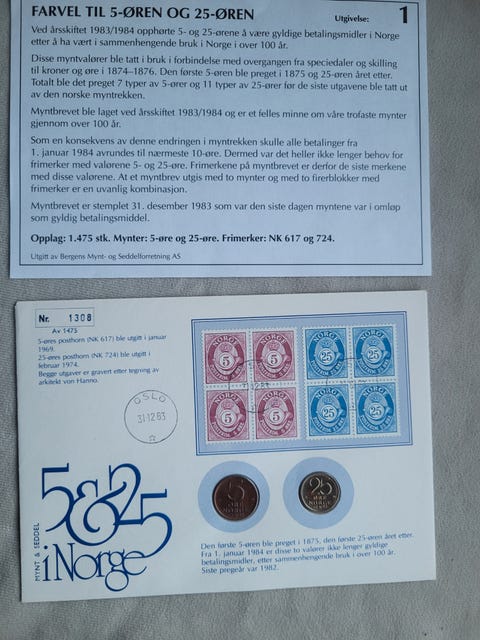 FARVEL TIL 5-ØREN OG 25-ØREN
Utgivelse: 1
Ved årsskiftet 1983/1984 opphørte 5- og 25-ørene å være gyldige betalingsmidler i Norge
etter å ha vært i sammenhengende bruk i Norge i over 100 år.
Disse myntvalører ble tatt i bruk i forbindelse med overgangen fra speciedaler og skilling
til kroner og øre i 1874–1876. Den første 5-øren ble preget i 1875 og 25-øren året etter.
Totalt ble det preget 7 typer av 5-øren og 11 typer av 25-øren før de siste utgavene ble tatt ut
av den norske myntrekken.
Myntbrevet ble laget ved årsskiftet 1983/1984 og er et felles minne om våre trofaste mynter
gjennom over 100 år.
Som en konsekvens av denne endringen i myntrekken skulle alle betalinger fra
1. januar 1984 avrundes til nærmeste 10-øre. Dermed var det heller ikke lenger behov for
frimerker med valørene 5- og 25-øre. Frimerkene på myntbrevet er derfor de siste merkene
med disse valørene. At et myntbrev utgis med to mynter og med to firerblokker med
frimerker er en uvanlig kombinasjon.
Myntbrevet er stemplet 31. desember 1983 som var den siste dagen myntene var i omløp
som gyldig betalingsmiddel.
Opplag: 1.475 stk. Mynter: 5-øre og 25-øre. Frimerker: NK 617 og 724.
Utgitt av Bergens Mynt- og Seddelforretning AS
Nr. 1308
Av 1475
5-øres posthorn (NK 617) ble utgitt i januar
1969.
25-øres posthorn (NK 724) ble utgitt i
februar 1974.
Begge utgaver er gravert etter tegning av
arkitekt von Hanno.
NORGE NORGE NORGE NORGE
5 5 25 25
5 5 25 25
OSLO
31.12.83
5 ØRE NORGE
25 ØRE NORGE
5&25
i Norge
MYNT & SEDDEL
Den første 5-øren ble preget i 1875, den første 25-øren året etter.
Fra 1. januar 1984 er disse to valører ikke lenger gyldige
betalingsmidler, etter sammenhengende bruk i over 100 år.
Siste pregeår var 1982.